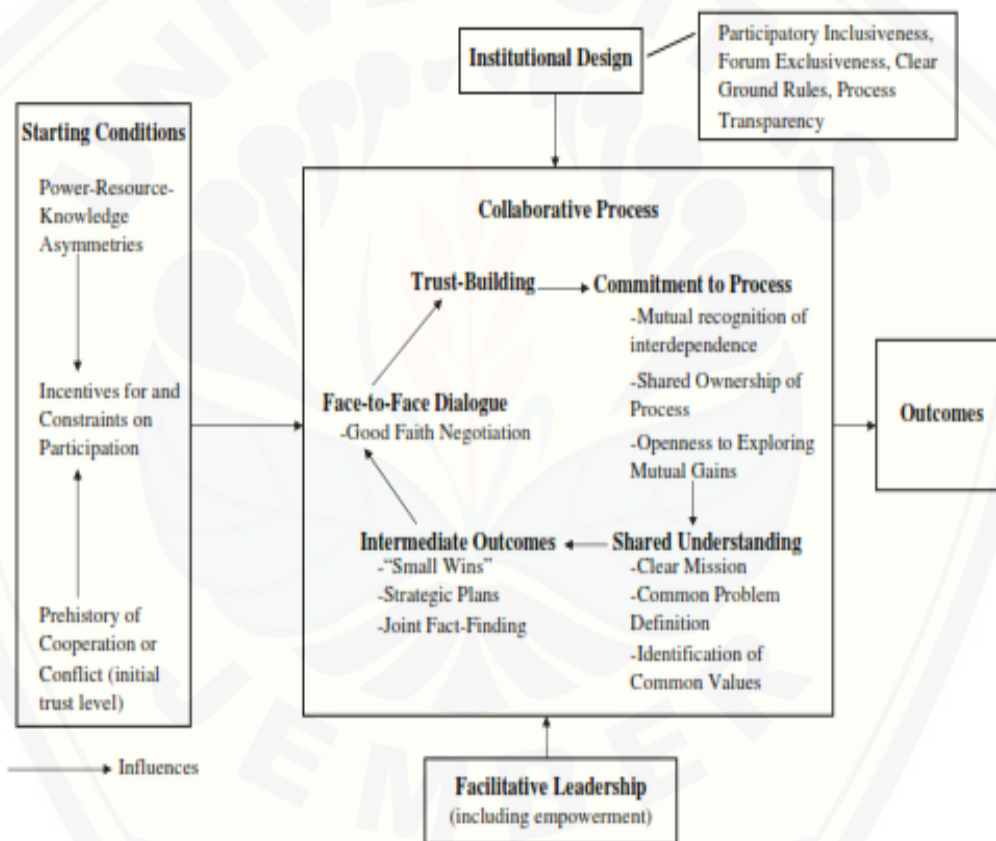 Institutional Design
Participatory Inclusiveness,
Forum Exclusiveness, Clear
Ground Rules, Process
Transparency
Starting Conditions
Power-Resource-
Knowledge
Asymmetries
Incentives for and
Constraints on
Participation
Prehistory of
Cooperation or
Conflict (initial
trust level)
Collaborative Process
Trust-Building
Commitment to Process
-Mutual recognition of
interdependence
-Shared Ownership of
Process
-Openness to Exploring
Mutual Gains
Face-to-Face Dialogue
-Good Faith Negotiation
Intermediate Outcomes
-“Small Wins”
-Strategic Plans
-Joint Fact-Finding
Shared Understanding
-Clear Mission
-Common Problem
Definition
-Identification of
Common Values
Outcomes
Influences
Facilitative Leadership
(including empowerment)
UNIVERSITAS
JEMBER